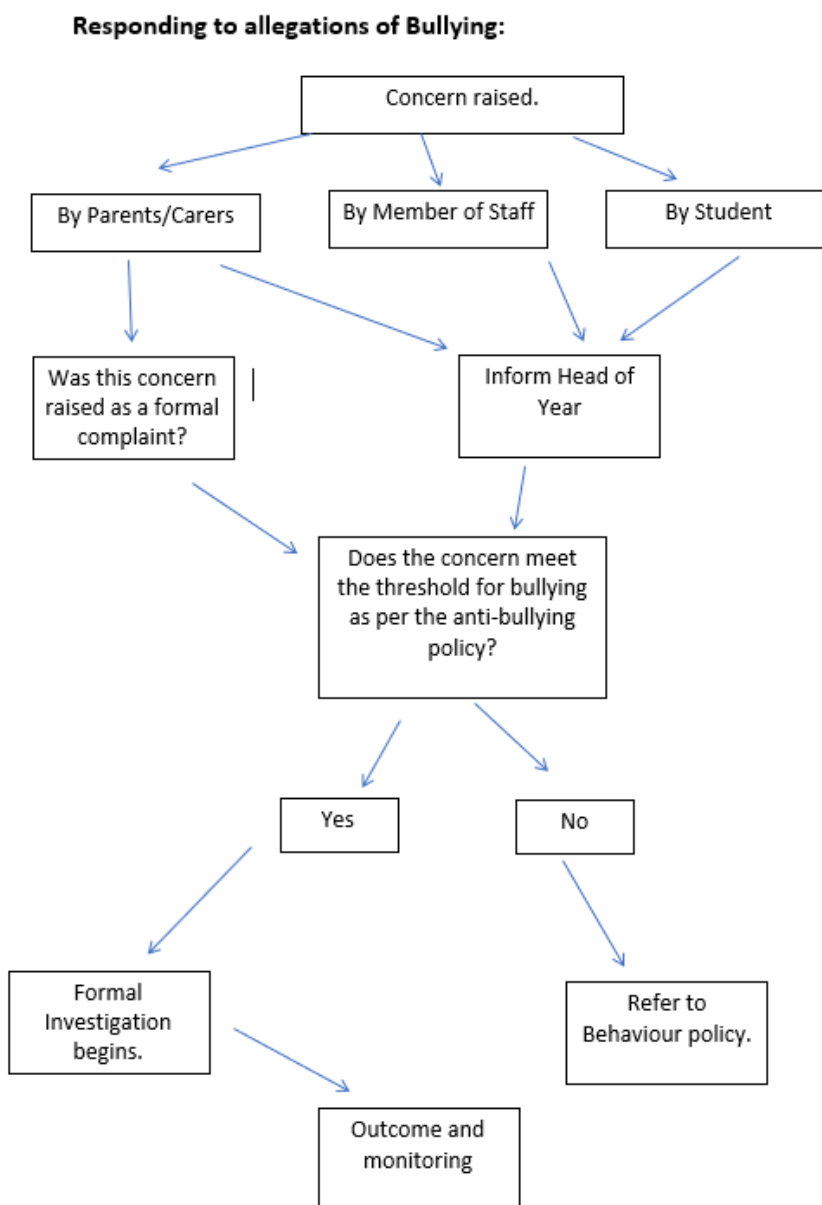 Responding to allegations of Bullying:
Concern raised.
By Parents/Carers
By Member of Staff
By Student
Was this concern
raised as a formal
complaint?
Inform Head of
Year
Does the concern meet
the threshold for bullying
as per the anti-bullying
policy?
Yes
No
Formal
Investigation
begins.
Refer to
Behaviour policy.
Outcome and
monitoring